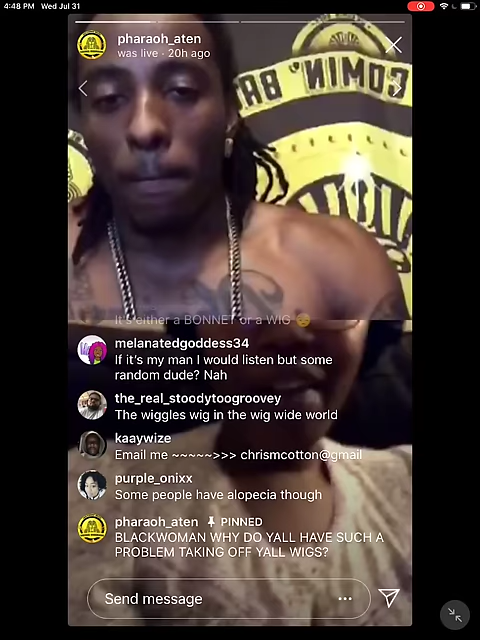 4:48 PM Wed Jul 31
pharaoh_aten
was live · 20h ago
COMIN' BA
It's either a BONNET or a WIG 😔
melanatedgoddess34
If it's my man I would listen but some
random dude? Nah
the_real_stoodytoogroovey
The wiggles wig in the wig wide world
kaaywize
Email me ~~~~~>>> chrismcotton@gmail
purple_onixx
Some people have alopecia though
pharaoh_aten PINNED
BLACKWOMAN WHY DO YALL HAVE SUCH A
PROBLEM TAKING OFF YALL WIGS?
Send message